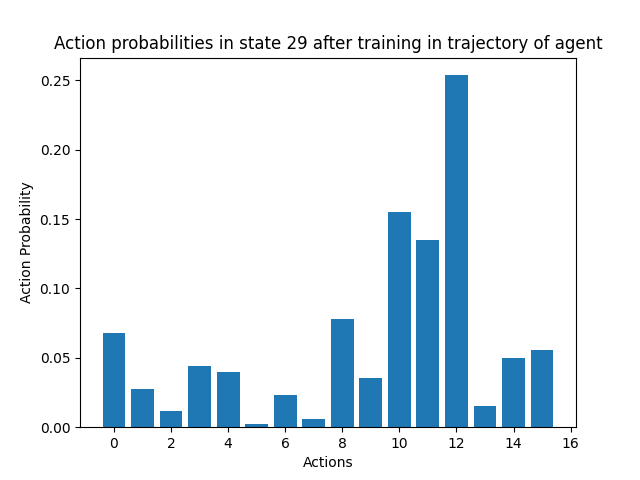 Action probabilities in state 29 after training in trajectory of agent
0.25
0.20
0.15
0.10
0.05
0.00
Action Probability
0 2 4 6 8 10 12 14 16
Actions